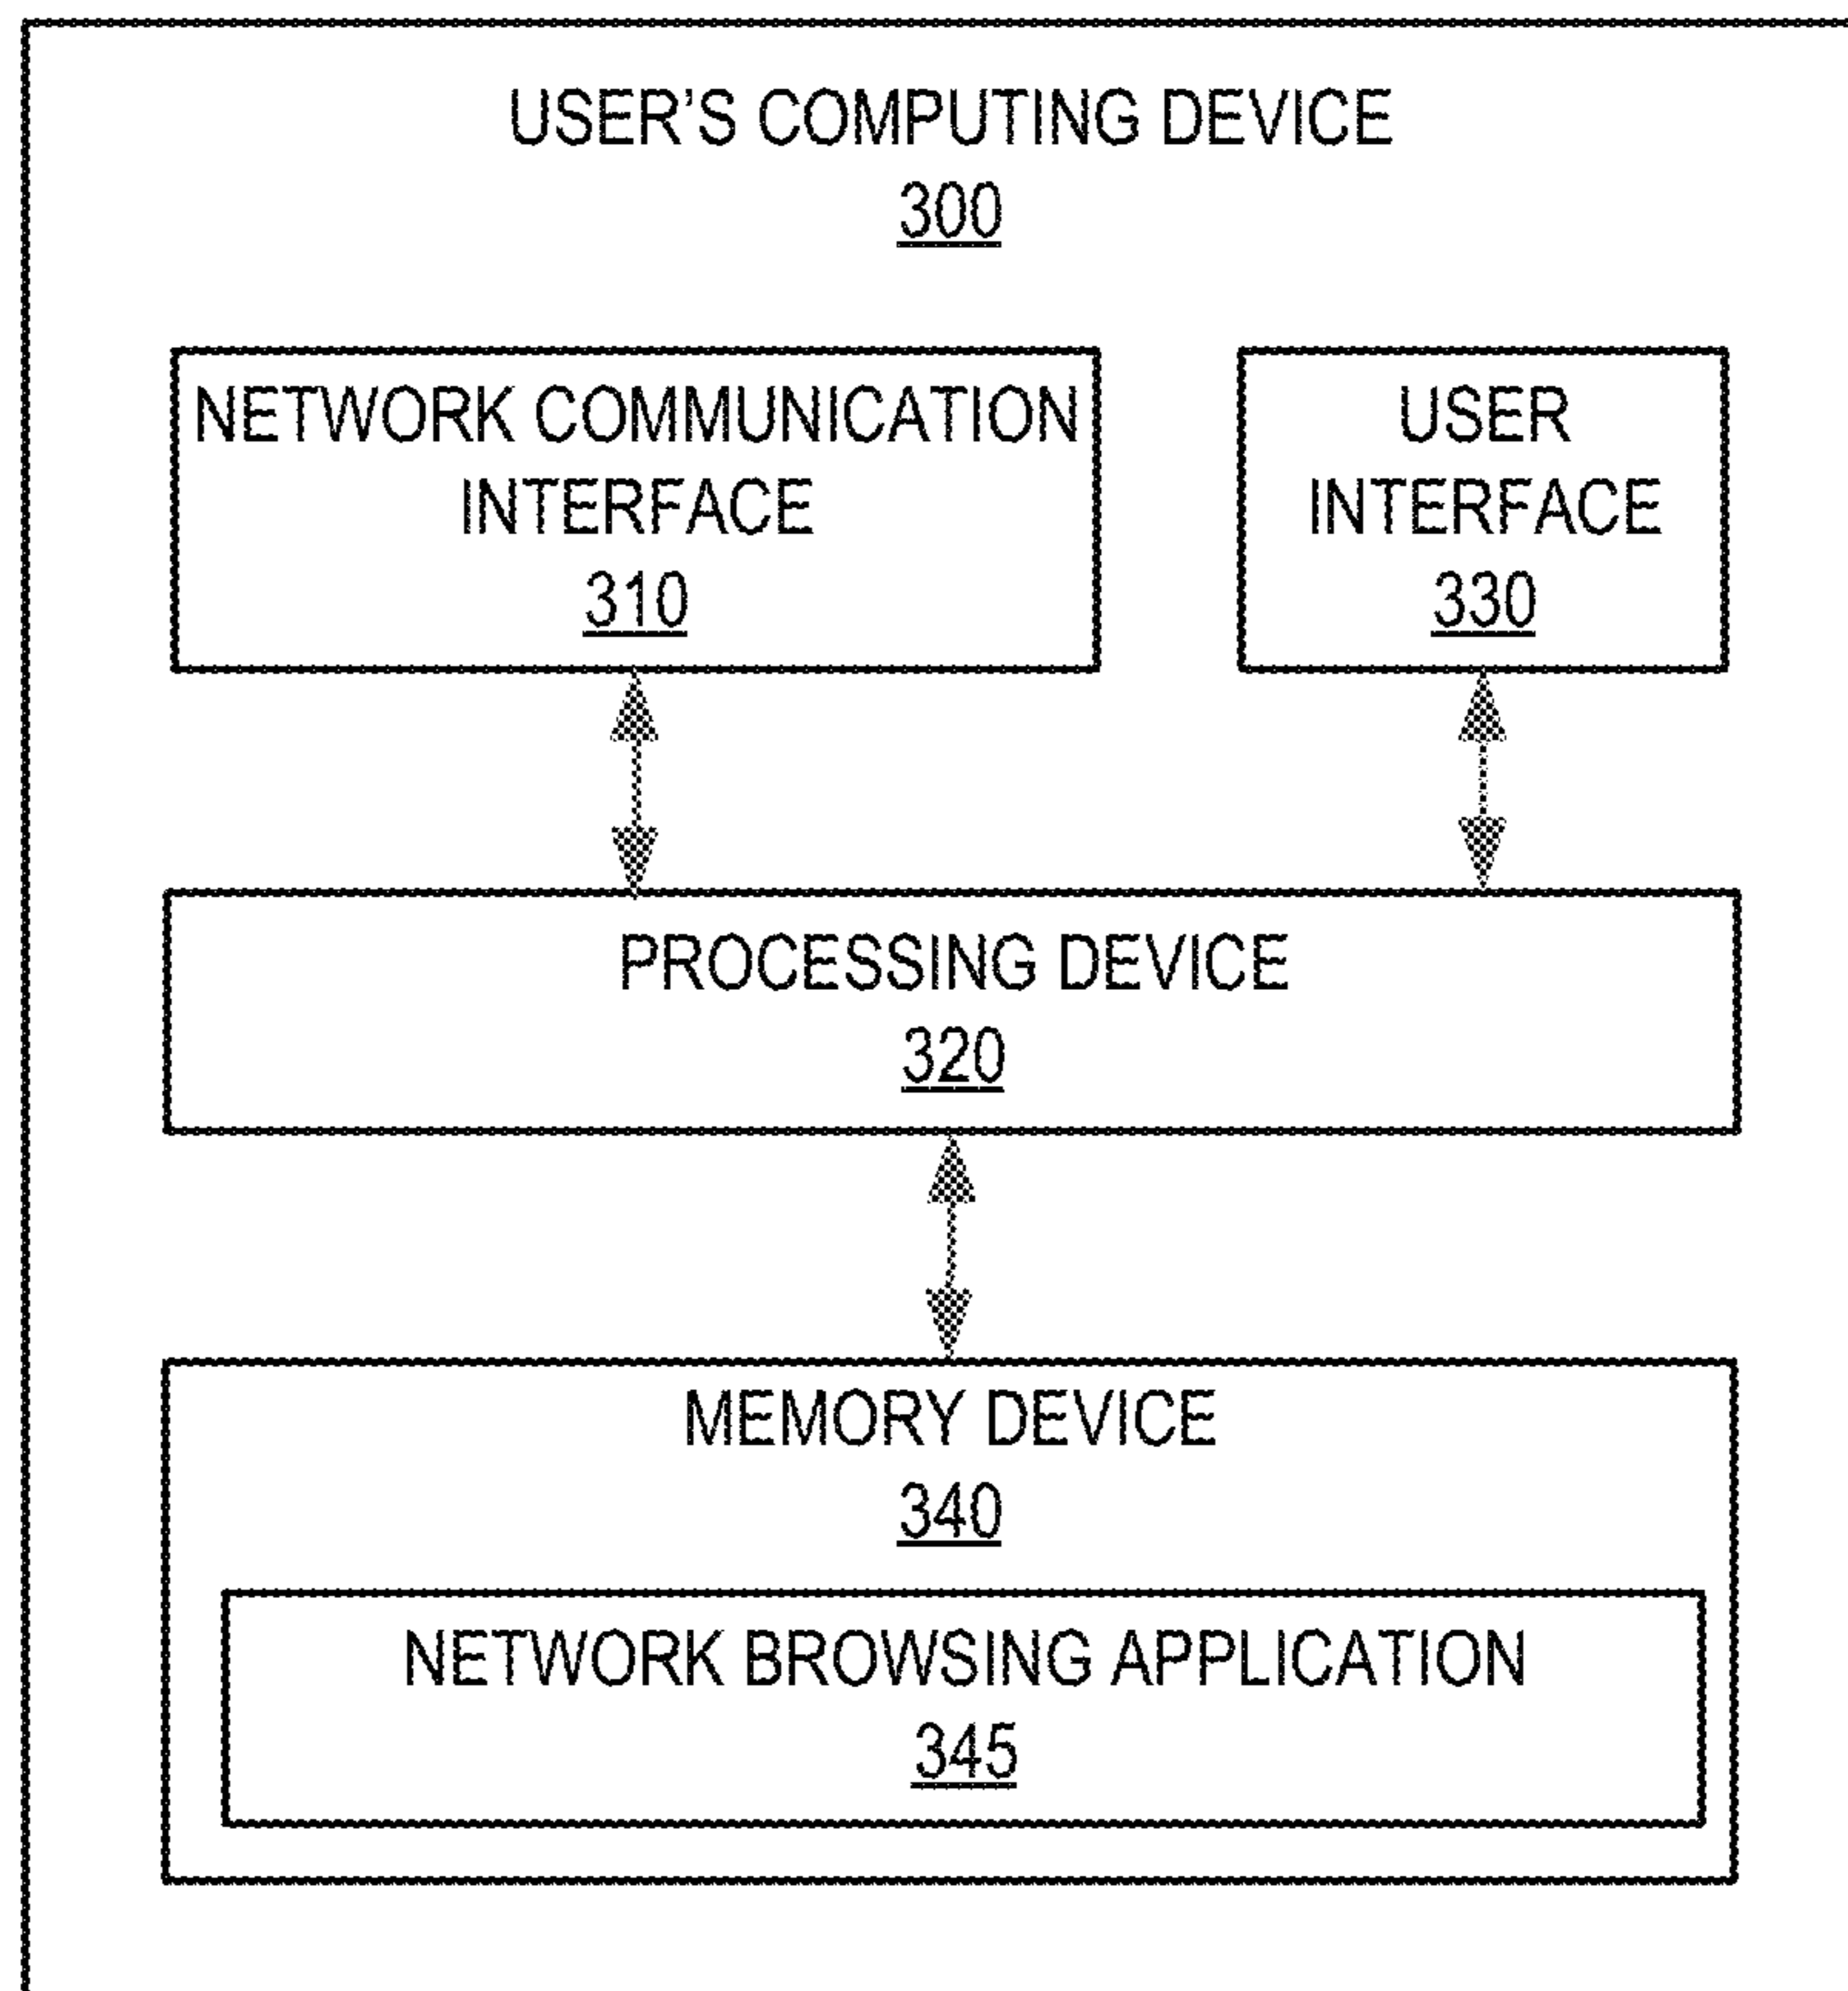 USER'S COMPUTING DEVICE
300
NETWORK COMMUNICATION
INTERFACE
310
USER
INTERFACE
330
PROCESSING DEVICE
320
MEMORY DEVICE
340
NETWORK BROWSING APPLICATION
345